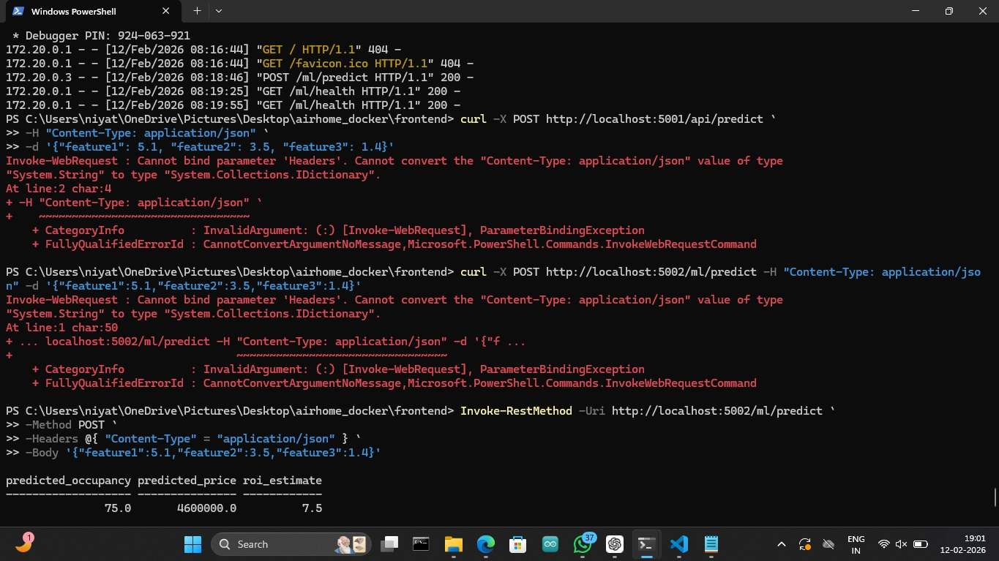 Windows PowerShell
 * Debugger PIN: 924-063-921
172.20.0.1 - - [12/Feb/2026 08:16:44] "GET / HTTP/1.1" 404 -
172.20.0.1 - - [12/Feb/2026 08:16:44] "GET /favicon.ico HTTP/1.1" 404 -
172.20.0.3 - - [12/Feb/2026 08:18:46] "POST /ml/predict HTTP/1.1" 200 -
172.20.0.1 - - [12/Feb/2026 08:19:25] "GET /ml/health HTTP/1.1" 200 -
172.20.0.1 - - [12/Feb/2026 08:19:55] "GET /ml/health HTTP/1.1" 200 -
PS C:\Users\niyat\OneDrive\Pictures\Desktop\airhome_docker\frontend> curl -X POST http://localhost:5001/api/predict `
>> -H "Content-Type: application/json" `
>> -d '{"feature1": 5.1, "feature2": 3.5, "feature3": 1.4}'
Invoke-WebRequest : Cannot bind parameter 'Headers'. Cannot convert the "Content-Type: application/json" value of type
"System.String" to type "System.Collections.IDictionary".
At line:2 char:4
+ -H "Content-Type: application/json" `
+    ~~~~~~~~~~~~~~~~~~~~~~~~~~~~~~~~
    + CategoryInfo          : InvalidArgument: (:) [Invoke-WebRequest], ParameterBindingException
    + FullyQualifiedErrorId : CannotConvertArgumentNoMessage,Microsoft.PowerShell.Commands.InvokeWebRequestCommand
PS C:\Users\niyat\OneDrive\Pictures\Desktop\airhome_docker\frontend> curl -X POST http://localhost:5002/ml/predict -H "Content-Type: application/jso
n" -d '{"feature1":5.1,"feature2":3.5,"feature3":1.4}'
Invoke-WebRequest : Cannot bind parameter 'Headers'. Cannot convert the "Content-Type: application/json" value of type
"System.String" to type "System.Collections.IDictionary".
At line:1 char:50
+ ... localhost:5002/ml/predict -H "Content-Type: application/json" -d '{"f ...
+                                  ~~~~~~~~~~~~~~~~~~~~~~~~~~~~~~~~
    + CategoryInfo          : InvalidArgument: (:) [Invoke-WebRequest], ParameterBindingException
    + FullyQualifiedErrorId : CannotConvertArgumentNoMessage,Microsoft.PowerShell.Commands.InvokeWebRequestCommand
PS C:\Users\niyat\OneDrive\Pictures\Desktop\airhome_docker\frontend> Invoke-RestMethod -Uri http://localhost:5002/ml/predict `
>> -Method POST `
>> -Headers @{ "Content-Type" = "application/json" } `
>> -Body '{"feature1":5.1,"feature2":3.5,"feature3":1.4}'
predicted_occupancy predicted_price roi_estimate
------------------- --------------- ------------
               75.0       4600000.0          7.5
1
Search
37
ENG
IN
19:01
12-02-2026